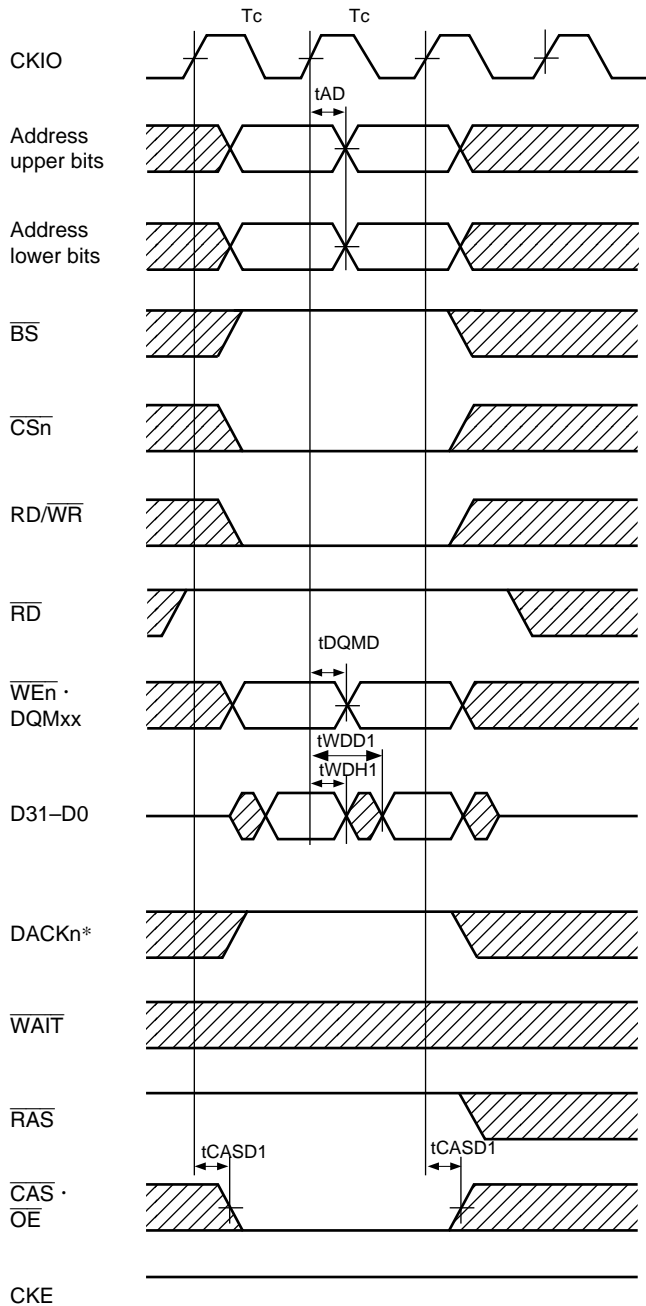 Tc Tc
CKIO
tAD
Address
upper bits
Address
lower bits
BS
CSn
RD/WR
RD
tDQMD
WEn ·
DQMxx
tWDD1
tWDH1
D31–D0
DACKn*
WAIT
RAS
tCASD1 tCASD1
CAS ·
OE
CKE